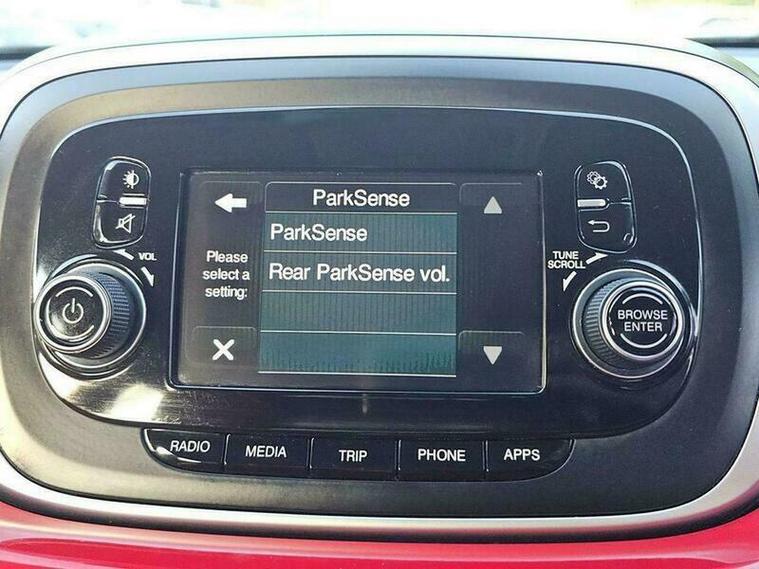 ParkSense
ParkSense
Rear ParkSense vol.
Please
select a
setting:
VOL
TUNE
SCROLL
BROWSE
ENTER
RADIO
MEDIA
TRIP
PHONE
APPS